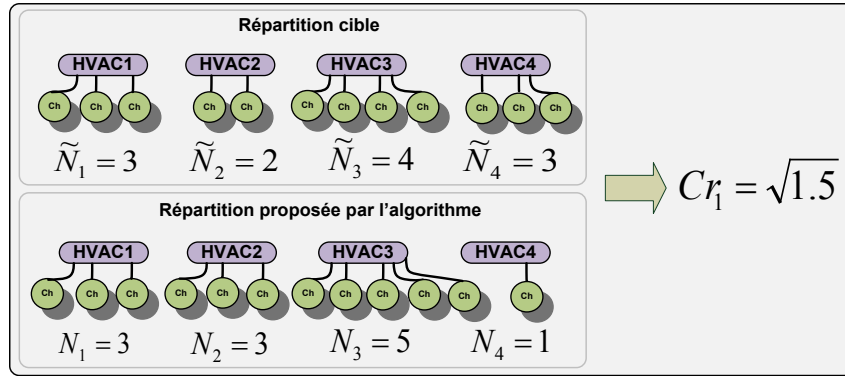 Répartition cible
HVAC1 HVAC2 HVAC3 HVAC4
Ch Ch Ch Ch Ch Ch Ch Ch Ch Ch Ch Ch
Ñ₁ = 3 Ñ₂ = 2 Ñ₃ = 4 Ñ₄ = 3
Cr₁ = √1.5
Répartition proposée par l’algorithme
HVAC1 HVAC2 HVAC3 HVAC4
Ch Ch Ch Ch Ch Ch Ch Ch Ch Ch Ch Ch
N₁ = 3 N₂ = 3 N₃ = 5 N₄ = 1